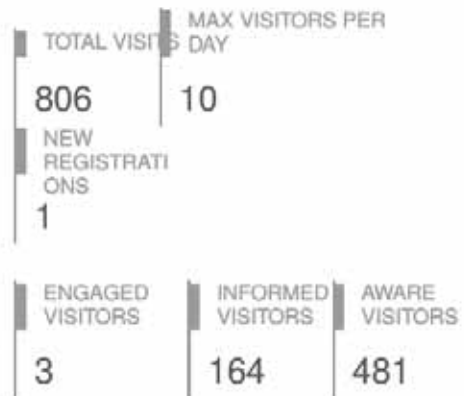 TOTAL VISITS
MAX VISITORS PER
DAY
806
10
NEW
REGISTRATI
ONS
1
ENGAGED
VISITORS
INFORMED
VISITORS
AWARE
VISITORS
3
164
481